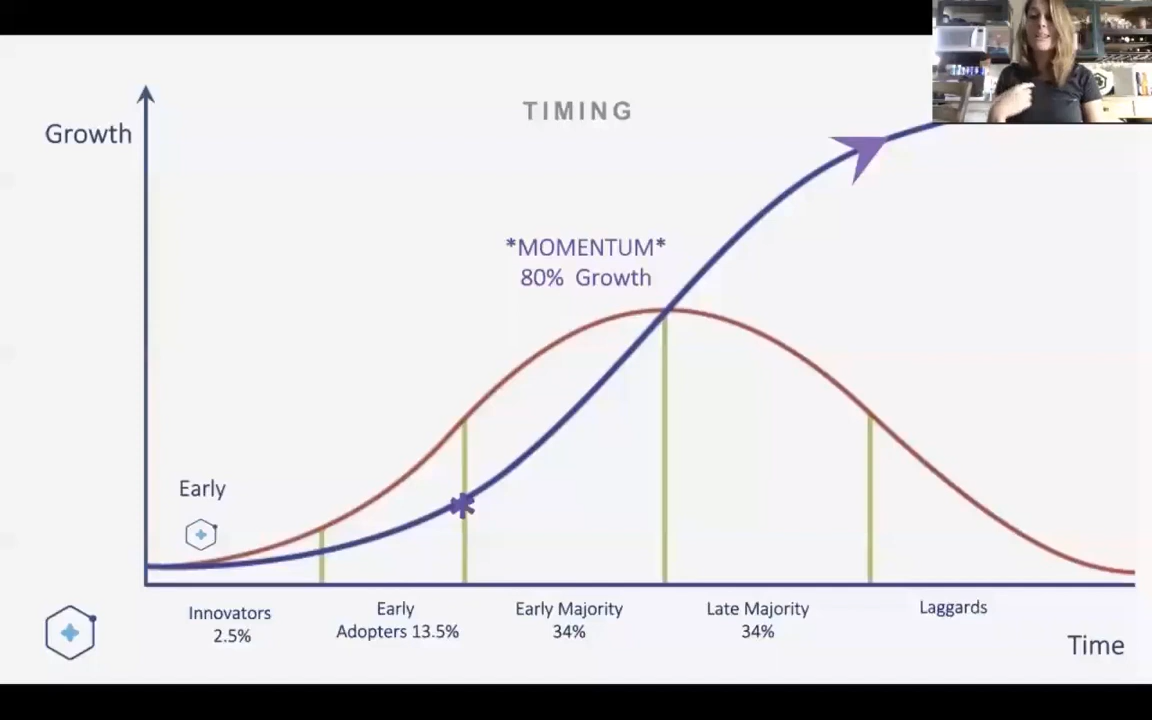 TIMING
Growth
*MOMENTUM*
80% Growth
Early
Innovators
2.5%
Early
Adopters 13.5%
Early Majority
34%
Late Majority
34%
Laggards
Time